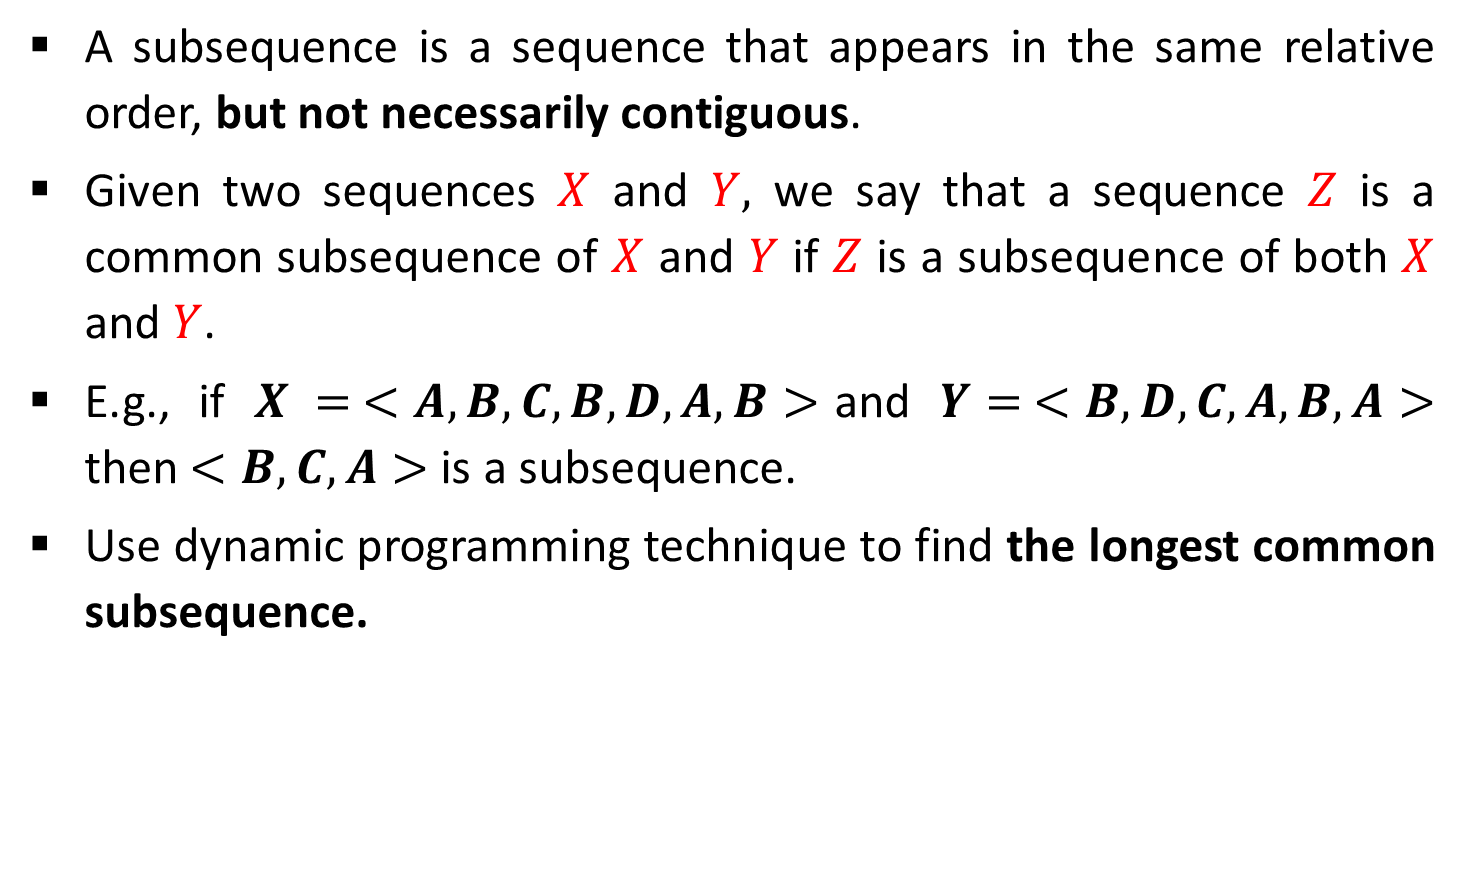 ▪ A subsequence is a sequence that appears in the same relative
order, but not necessarily contiguous.
▪ Given two sequences X and Y, we say that a sequence Z is a
common subsequence of X and Y if Z is a subsequence of both X
and Y.
▪ E.g., if X =< A, B, C, B, D, A, B > and Y =< B, D, C, A, B, A >
then < B, C, A > is a subsequence.
▪ Use dynamic programming technique to find the longest common
subsequence.